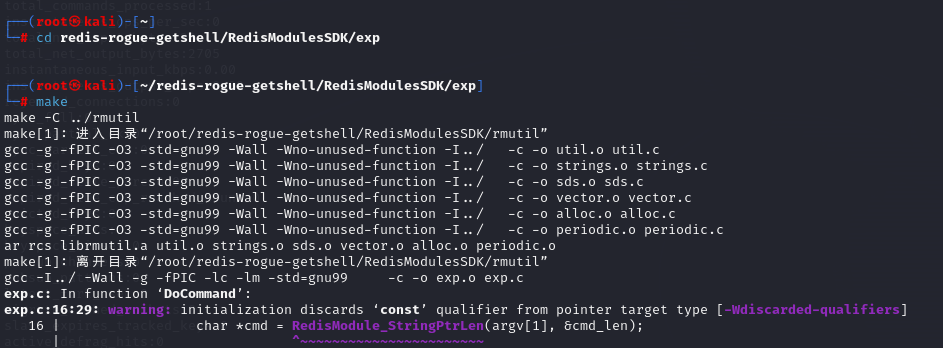 total_commands_processed:1
┌──(root㉿kali)-[~]
└─# cd redis-rogue-getshell/RedisModulesSDK/exp
total_net_output_bytes:2705
instantaneous_input_kbps:0.00
┌──(root㉿kali)-[~/redis-rogue-getshell/RedisModulesSDK/exp]
└─# make
make -C ../rmutil
make[1]: 进入目录“/root/redis-rogue-getshell/RedisModulesSDK/rmutil”
gcc -g -fPIC -O3 -std=gnu99 -Wall -Wno-unused-function -I../   -c -o util.o util.c
gcc -g -fPIC -O3 -std=gnu99 -Wall -Wno-unused-function -I../   -c -o strings.o strings.c
gcc -g -fPIC -O3 -std=gnu99 -Wall -Wno-unused-function -I../   -c -o sds.o sds.c
gcc -g -fPIC -O3 -std=gnu99 -Wall -Wno-unused-function -I../   -c -o vector.o vector.c
gcc -g -fPIC -O3 -std=gnu99 -Wall -Wno-unused-function -I../   -c -o alloc.o alloc.c
gcc -g -fPIC -O3 -std=gnu99 -Wall -Wno-unused-function -I../   -c -o periodic.o periodic.c
ar rcs librmutil.a util.o strings.o sds.o vector.o alloc.o periodic.o
make[1]: 离开目录“/root/redis-rogue-getshell/RedisModulesSDK/rmutil”
gcc -I../ -Wall -g -fPIC -lc -lm -std=gnu99     -c -o exp.o exp.c
exp.c: In function ‘DoCommand’:
exp.c:16:29: warning: initialization discards ‘const’ qualifier from pointer target type [-Wdiscarded-qualifiers]
   16 |                 char *cmd = RedisModule_StringPtrLen(argv[1], &cmd_len);
      |                             ^~~~~~~~~~~~~~~~~~~~~~~~